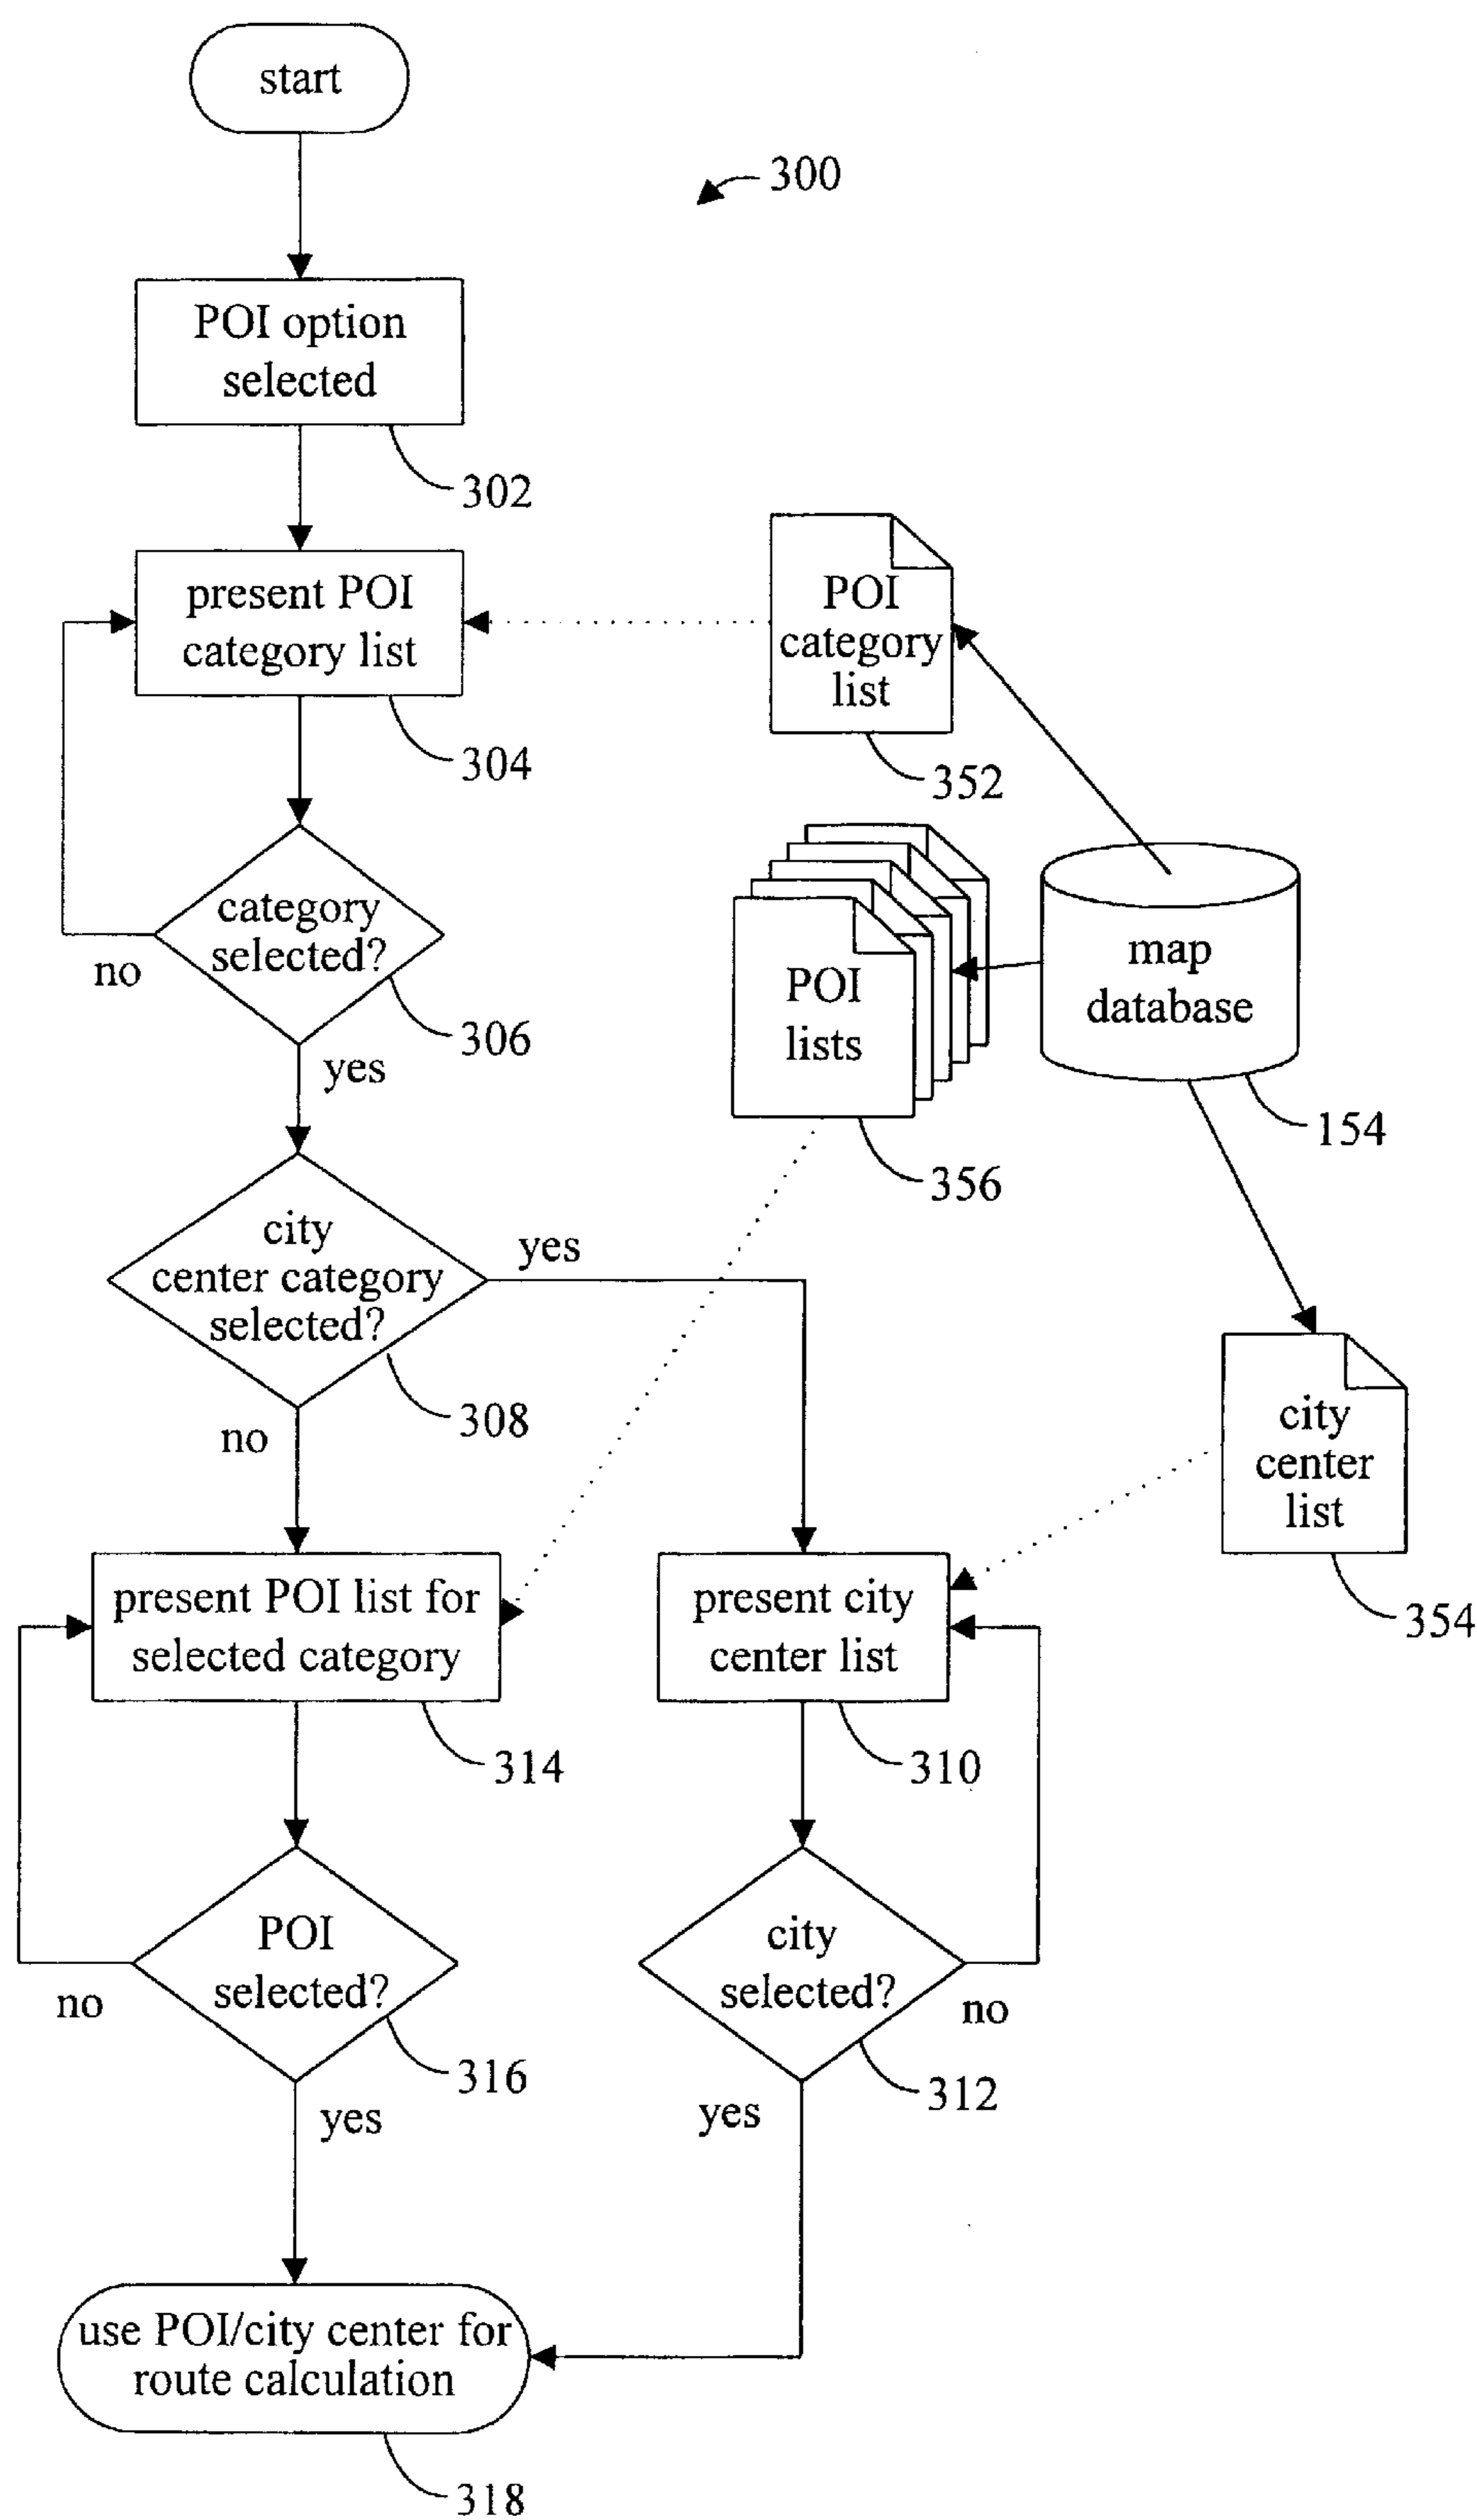 start
300
POI option
selected
302
present POI
category list
304
POI
category
list
352
category
selected?
no
306
yes
POI
lists
356
map
database
154
city
center category
selected?
yes
308
no
city
center
list
354
present POI list for
selected category
314
present city
center list
310
POI
selected?
no
316
yes
city
selected?
no
312
yes
use POI/city center for
route calculation
318